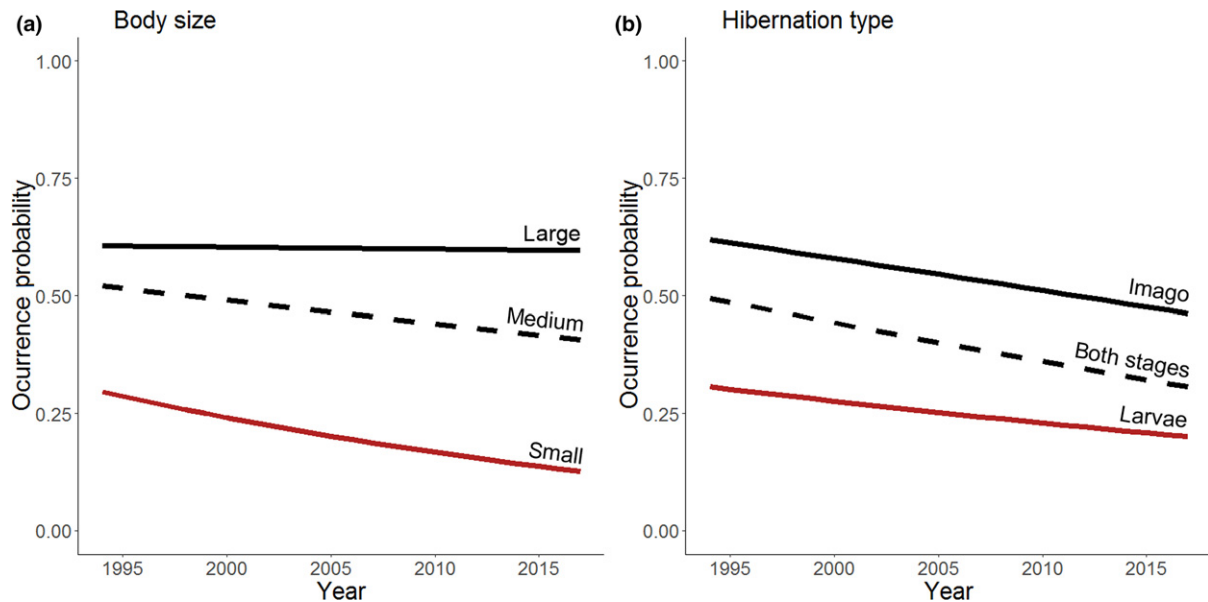 (a) Body size
Ocurrence probability
1.00
0.75
0.50
0.25
0.00
Large
Medium
Small
1995 2000 2005 2010 2015
Year
(b) Hibernation type
Ocurrence probability
1.00
0.75
0.50
0.25
0.00
Imago
Both stages
Larvae
1995 2000 2005 2010 2015
Year